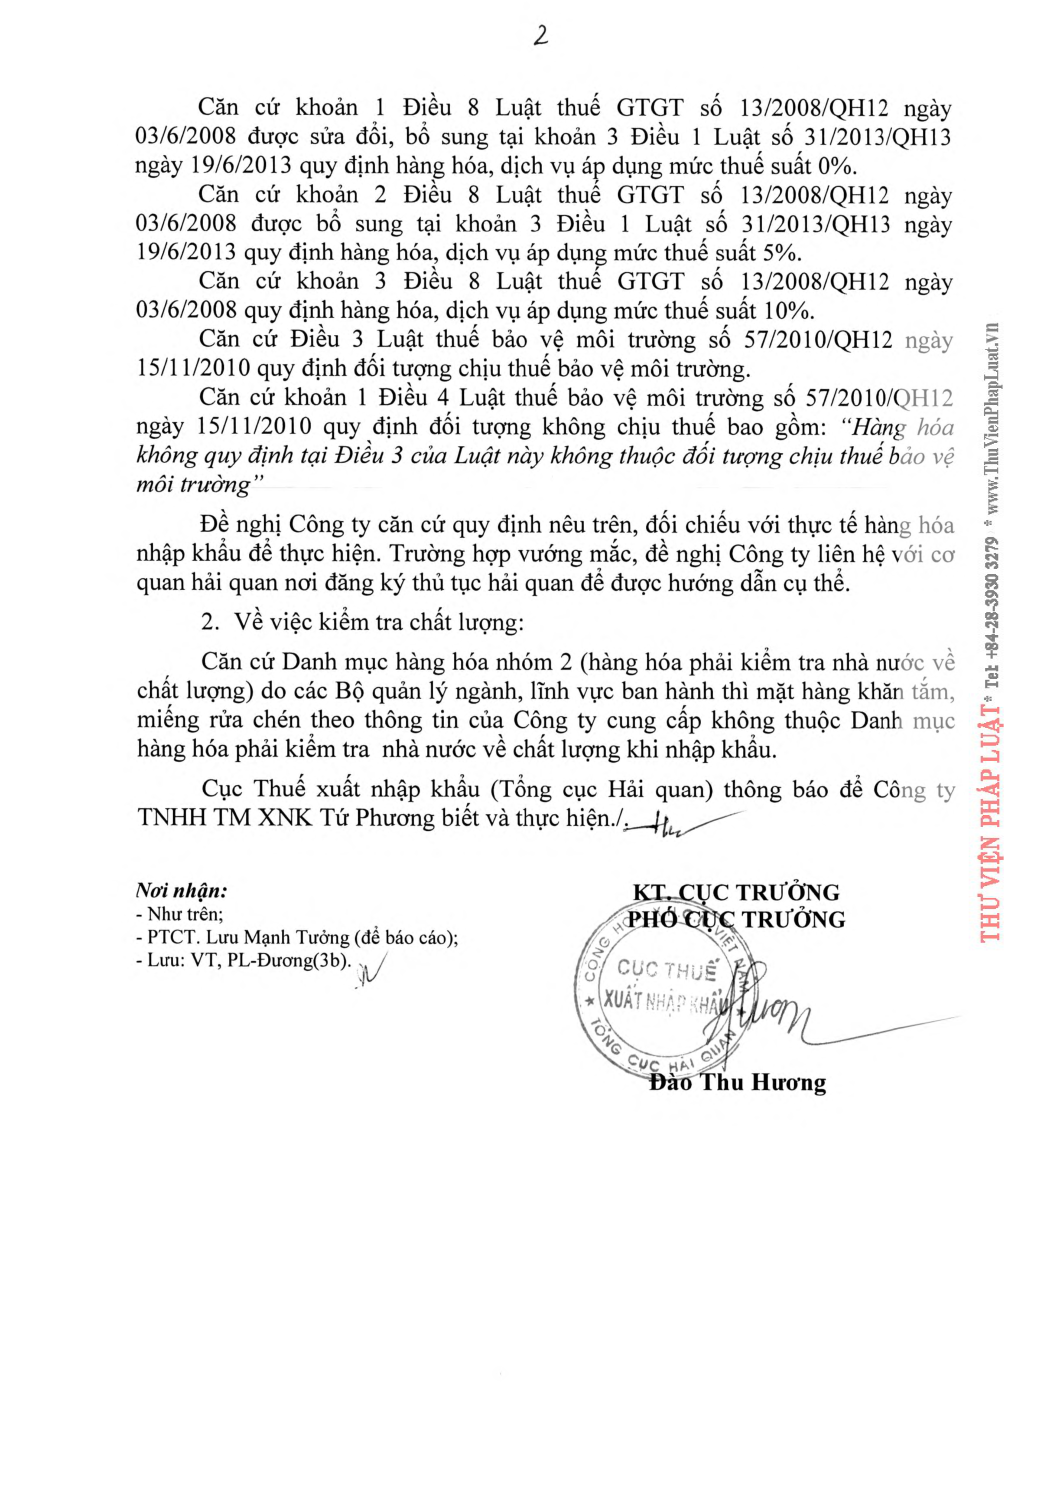 2
Căn cứ khoản 1 Điều 8 Luật thuế GTGT số 13/2008/QH12 ngày
03/6/2008 được sửa đổi, bổ sung tại khoản 3 Điều 1 Luật số 31/2013/QH13
ngày 19/6/2013 quy định hàng hóa, dịch vụ áp dụng mức thuế suất 0%.
Căn cứ khoản 2 Điều 8 Luật thuế GTGT số 13/2008/QH12 ngày
03/6/2008 được bổ sung tại khoản 3 Điều 1 Luật số 31/2013/QH13 ngày
19/6/2013 quy định hàng hóa, dịch vụ áp dụng mức thuế suất 5%.
Căn cứ khoản 3 Điều 8 Luật thuế GTGT số 13/2008/QH12 ngày
03/6/2008 quy định hàng hóa, dịch vụ áp dụng mức thuế suất 10%.
Căn cứ Điều 3 Luật thuế bảo vệ môi trường số 57/2010/QH12 ngày
15/11/2010 quy định đối tượng chịu thuế bảo vệ môi trường.
Căn cứ khoản 1 Điều 4 Luật thuế bảo vệ môi trường số 57/2010/QH12
ngày 15/11/2010 quy định đối tượng không chịu thuế bao gồm: “Hàng hóa
không quy định tại Điều 3 của Luật này không thuộc đối tượng chịu thuế bảo vệ
môi trường”
Đề nghị Công ty căn cứ quy định nêu trên, đối chiếu với thực tế hàng hóa
nhập khẩu để thực hiện. Trường hợp vướng mắc, đề nghị Công ty liên hệ với cơ
quan hải quan nơi đăng ký thủ tục hải quan để được hướng dẫn cụ thể.
2. Về việc kiểm tra chất lượng:
Căn cứ Danh mục hàng hóa nhóm 2 (hàng hóa phải kiểm tra nhà nước về
chất lượng) do các Bộ quản lý ngành, lĩnh vực ban hành thì mặt hàng khăn tắm,
miếng rửa chén theo thông tin của Công ty cung cấp không thuộc Danh mục
hàng hóa phải kiểm tra nhà nước về chất lượng khi nhập khẩu.
Cục Thuế xuất nhập khẩu (Tổng cục Hải quan) thông báo để Công ty
TNHH TM XNK Tứ Phương biết và thực hiện./.
Nơi nhận:
- Như trên;
- PTCT. Lưu Mạnh Tưởng (để báo cáo);
- Lưu: VT, PL-Đương(3b).
KT. CỤC TRƯỞNG
PHÓ CỤC TRƯỞNG
CỘNG HÒA X.H.C.N VIỆT NAM
CỤC THUẾ
XUẤT NHẬP KHẨU
★ TỔNG CỤC HẢI QUAN ★
Đào Thu Hương
THƯ VIỆN PHÁP LUẬT * Tel: +84-28-3930 3279 * www.ThuVienPhapLuat.vn